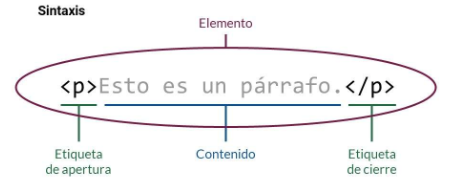 Sintaxis
Elemento
<p>Esto es un párrafo.</p>
Etiqueta
de apertura
Contenido
Etiqueta
de cierre